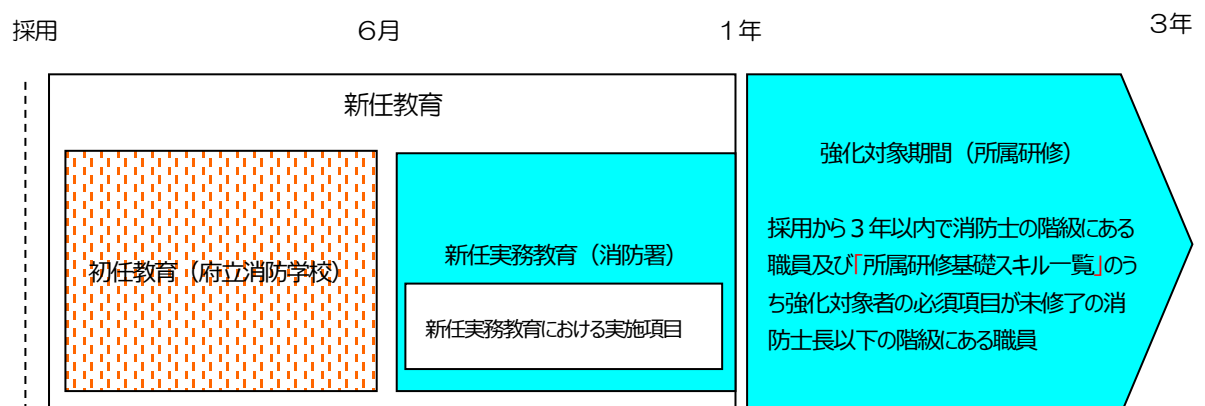 採用
６月
１年
３年
新任教育
初任教育（府立消防学校）
新任実務教育（消防署）
新任実務教育における実施項目
強化対象期間（所属研修）
採用から３年以内で消防士の階級にある
職員及び「所属研修基礎スキル一覧」のう
ち強化対象者の必須項目が未修了の消
防士長以下の階級にある職員